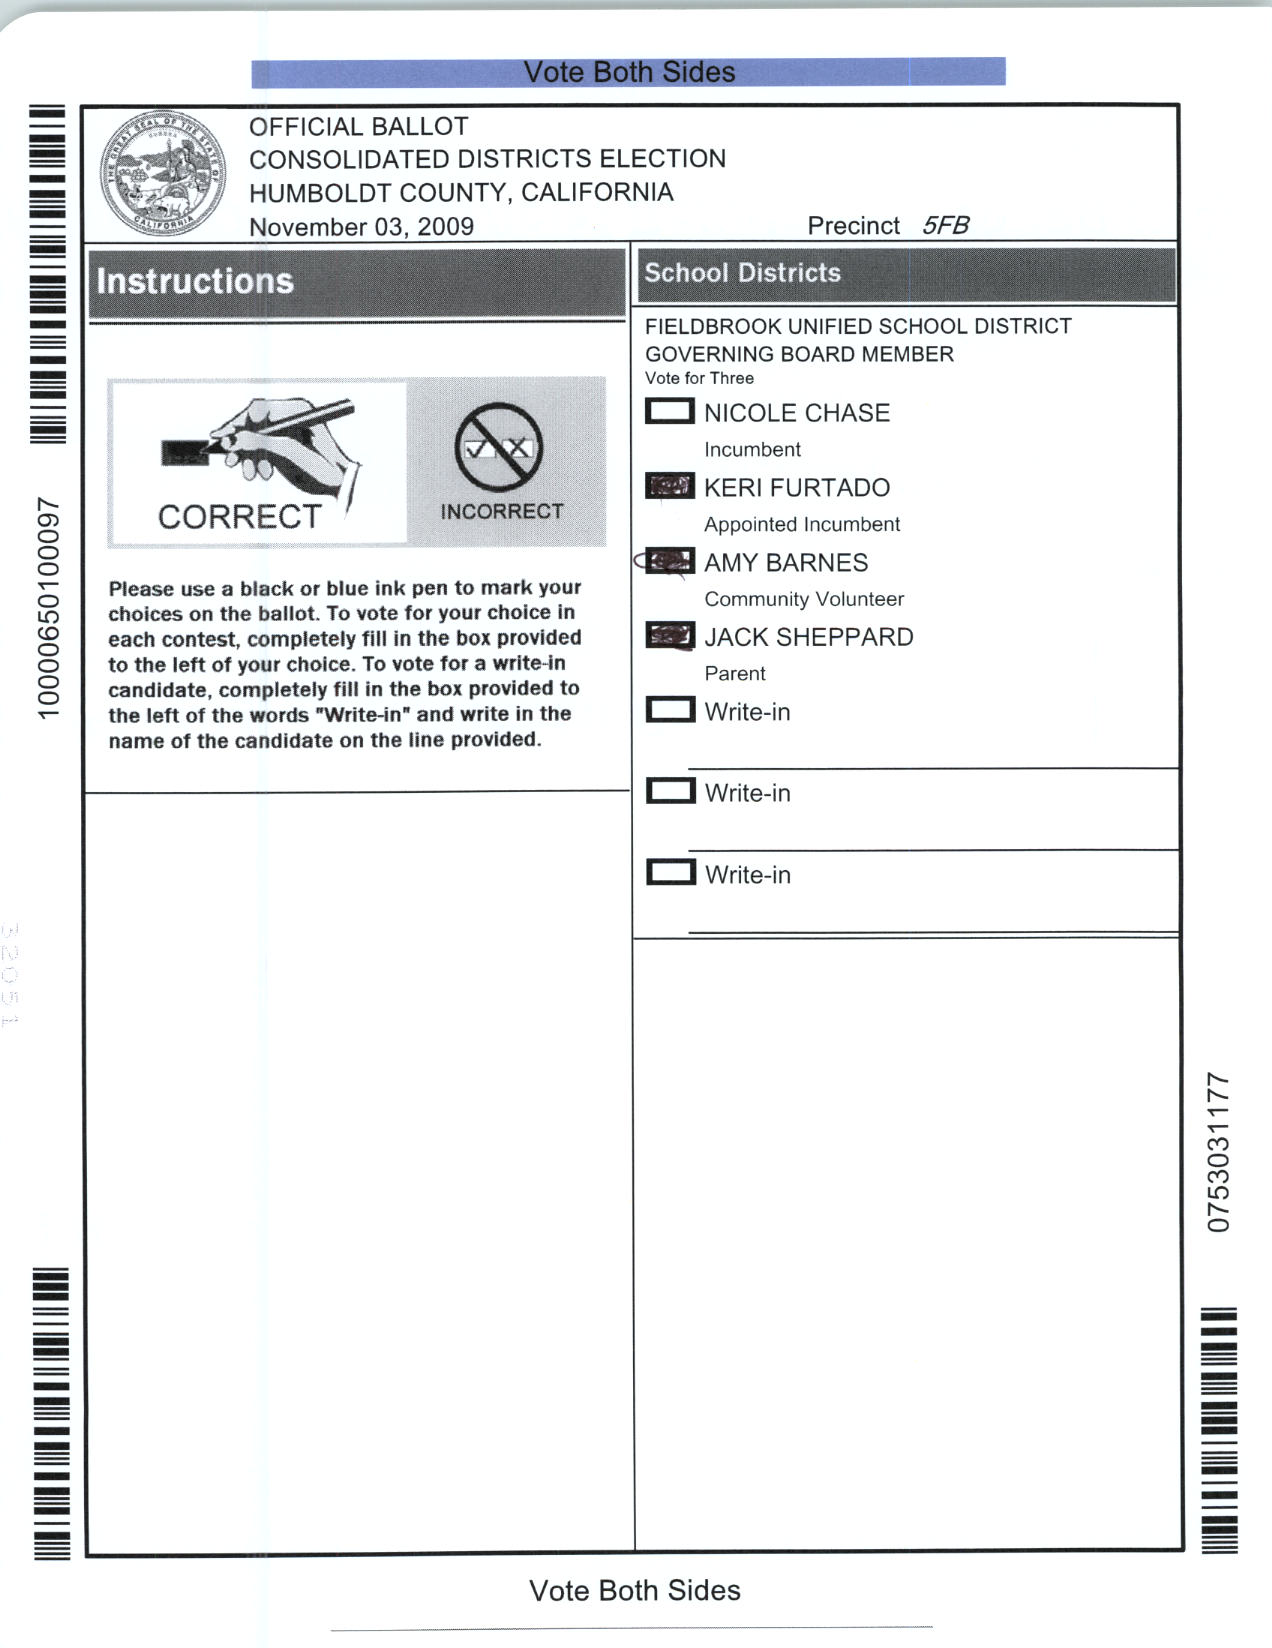 Vote Both Sides
OFFICIAL BALLOT
CONSOLIDATED DISTRICTS ELECTION
HUMBOLDT COUNTY, CALIFORNIA
November 03, 2009
Precinct 5FB
THE GREAT SEAL OF THE STATE OF CALIFORNIA
EUREKA
Instructions
CORRECT
INCORRECT
Please use a black or blue ink pen to mark your
choices on the ballot. To vote for your choice in
each contest, completely fill in the box provided
to the left of your choice. To vote for a write-in
candidate, completely fill in the box provided to
the left of the words "Write-in" and write in the
name of the candidate on the line provided.
School Districts
FIELDBROOK UNIFIED SCHOOL DISTRICT
GOVERNING BOARD MEMBER
Vote for Three
NICOLE CHASE
Incumbent
KERI FURTADO
Appointed Incumbent
AMY BARNES
Community Volunteer
JACK SHEPPARD
Parent
Write-in
Write-in
Write-in
10000650100097
32051
0753031177
Vote Both Sides